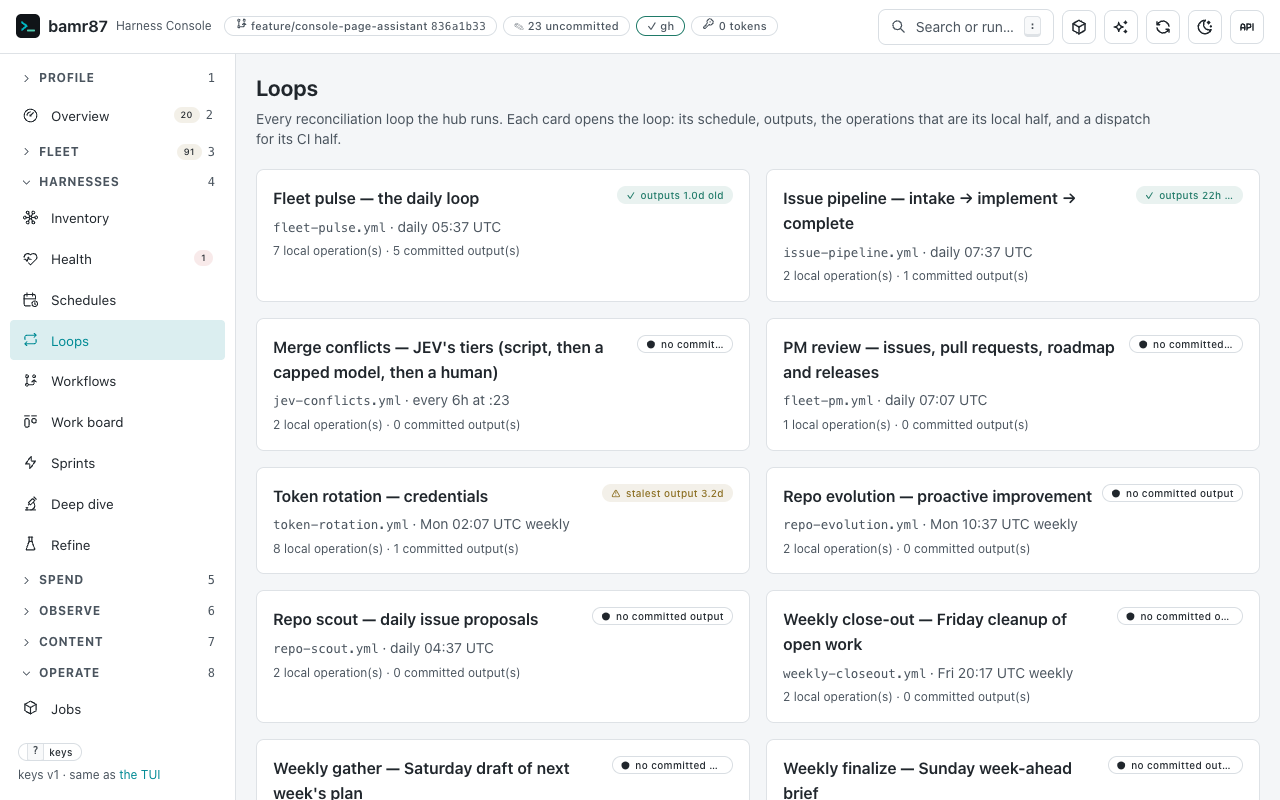 bamr87 Harness Console feature/console-page-assistant 836a1b33 23 uncommitted gh 0 tokens Search or run... : API
PROFILE 1
Overview 20 2
FLEET 91 3
HARNESSES 4
Inventory
Health 1
Schedules
Loops
Workflows
Work board
Sprints
Deep dive
Refine
SPEND 5
OBSERVE 6
CONTENT 7
OPERATE 8
Jobs
? keys
keys v1 · same as the TUI
Loops
Every reconciliation loop the hub runs. Each card opens the loop: its schedule, outputs, the operations that are its local half, and a dispatch
for its CI half.
Fleet pulse — the daily loop
outputs 1.0d old
fleet-pulse.yml · daily 05:37 UTC
7 local operation(s) · 5 committed output(s)
Issue pipeline — intake → implement →
complete
outputs 22h ...
issue-pipeline.yml · daily 07:37 UTC
2 local operation(s) · 1 committed output(s)
Merge conflicts — JEV's tiers (script, then a
capped model, then a human)
no commit...
jev-conflicts.yml · every 6h at :23
2 local operation(s) · 0 committed output(s)
PM review — issues, pull requests, roadmap
and releases
no committed...
fleet-pm.yml · daily 07:07 UTC
1 local operation(s) · 0 committed output(s)
Token rotation — credentials
stalest output 3.2d
token-rotation.yml · Mon 02:07 UTC weekly
8 local operation(s) · 1 committed output(s)
Repo evolution — proactive improvement
no committed output
repo-evolution.yml · Mon 10:37 UTC weekly
2 local operation(s) · 0 committed output(s)
Repo scout — daily issue proposals
no committed output
repo-scout.yml · daily 04:37 UTC
2 local operation(s) · 0 committed output(s)
Weekly close-out — Friday cleanup of
open work
no committed o...
weekly-closeout.yml · Fri 20:17 UTC weekly
2 local operation(s) · 0 committed output(s)
Weekly gather — Saturday draft of next
week's plan
no committed ...
Weekly finalize — Sunday week-ahead
brief
no committed out...